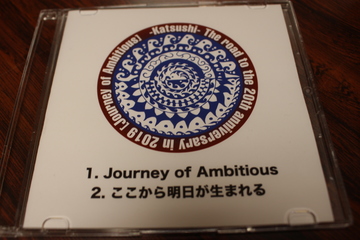 -Katsushi- The road to the 20th anniversary in 2019 [Journey of Ambitious]
1. Journey of Ambitious
2. ここから明日が生まれる